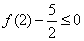 f(2) − 5/2 ≤ 0